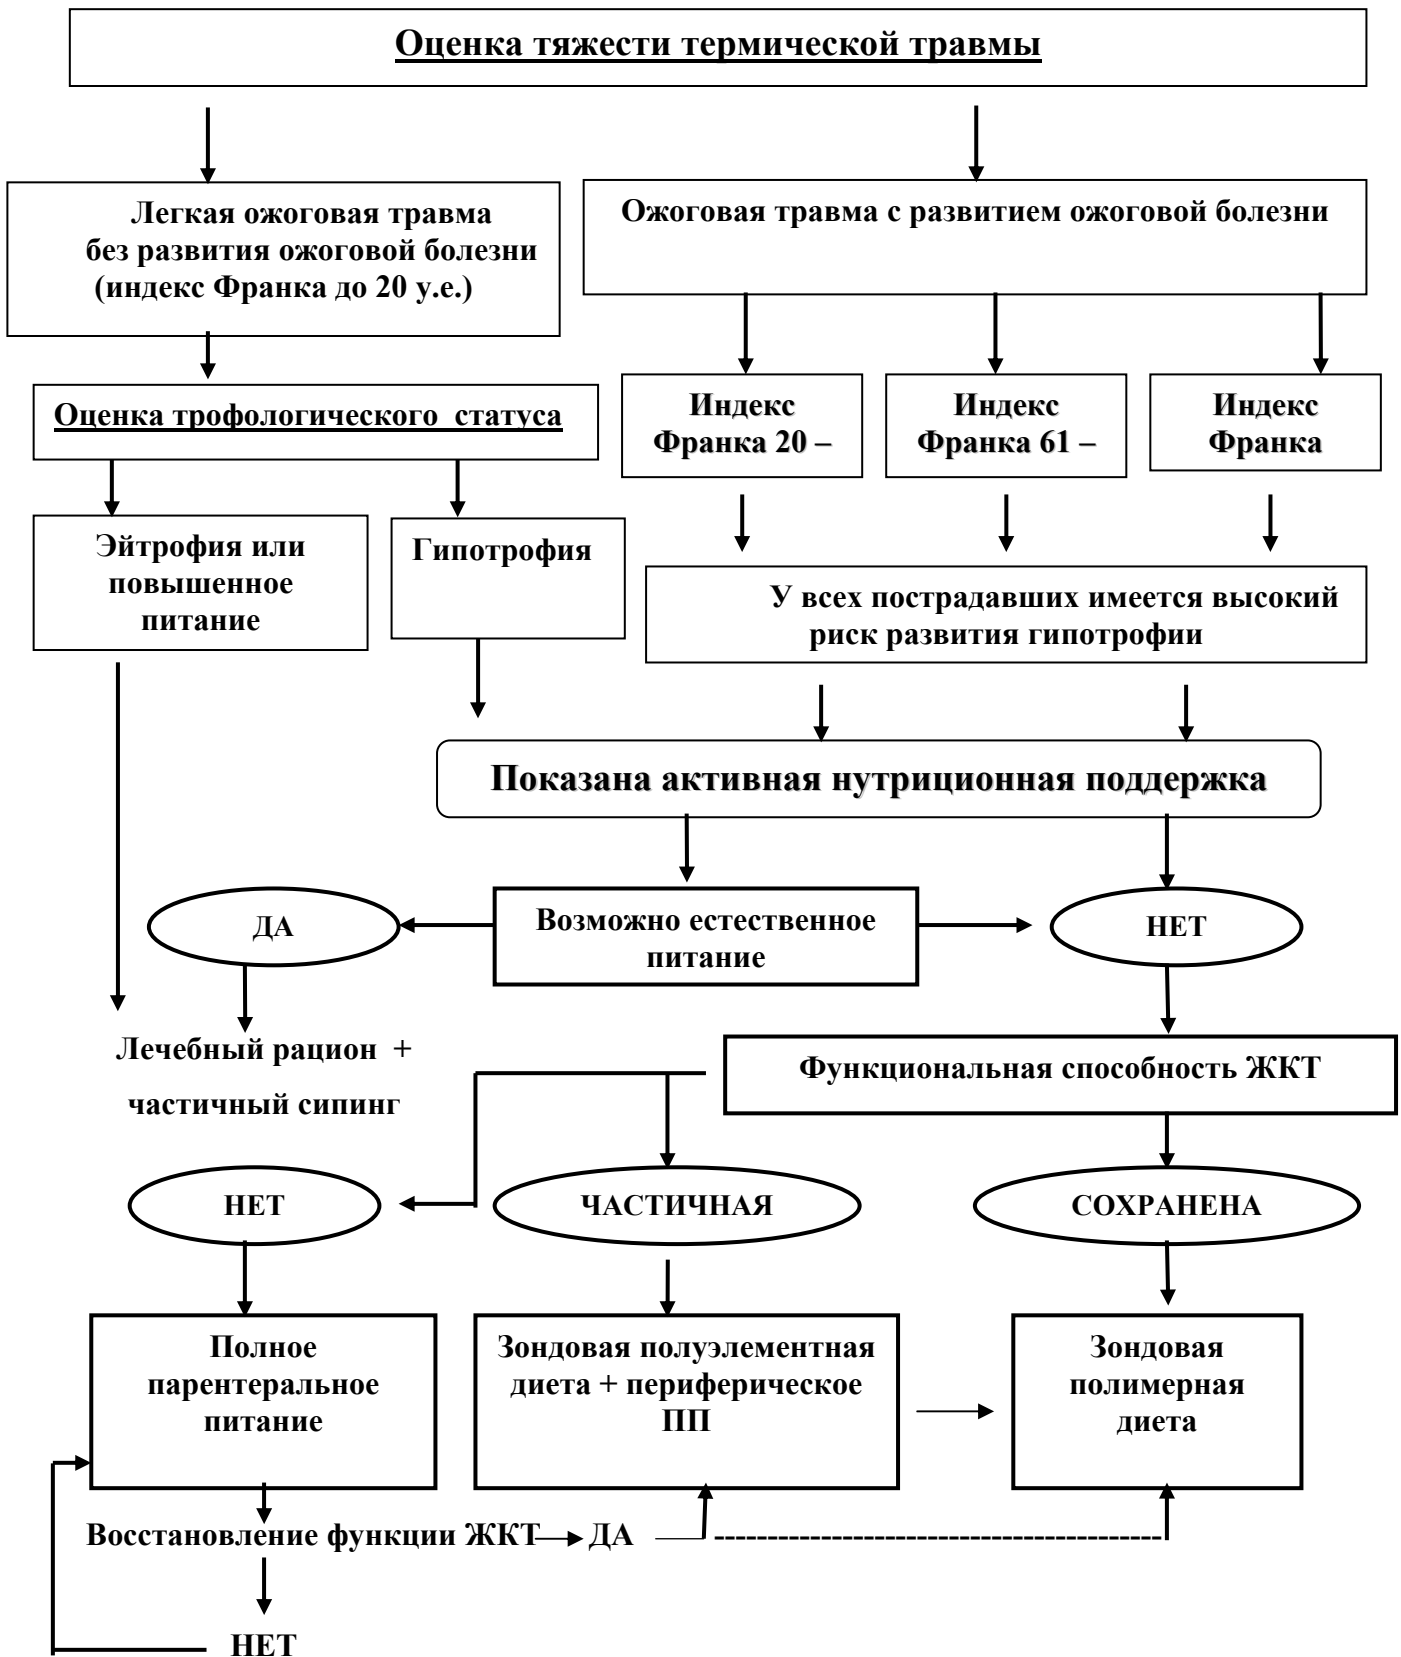 Оценка тяжести термической травмы
Легкая ожоговая травма
без развития ожоговой болезни
(индекс Франка до 20 у.е.)
Ожоговая травма с развитием ожоговой болезни
Оценка трофологического статуса
Индекс
Франка 20 –
Индекс
Франка 61 –
Индекс
Франка
Эйтрофия или
повышенное
питание
Гипотрофия
У всех пострадавших имеется высокий
риск развития гипотрофии
Показана активная нутриционная поддержка
ДА
Возможно естественное
питание
НЕТ
Лечебный рацион +
частичный сипинг
Функциональная способность ЖКТ
НЕТ
ЧАСТИЧНАЯ
СОХРАНЕНА
Полное
парентеральное
питание
Зондовая полуэлементная
диета + периферическое
ПП
Зондовая
полимерная
диета
Восстановление функции ЖКТ
ДА
НЕТ